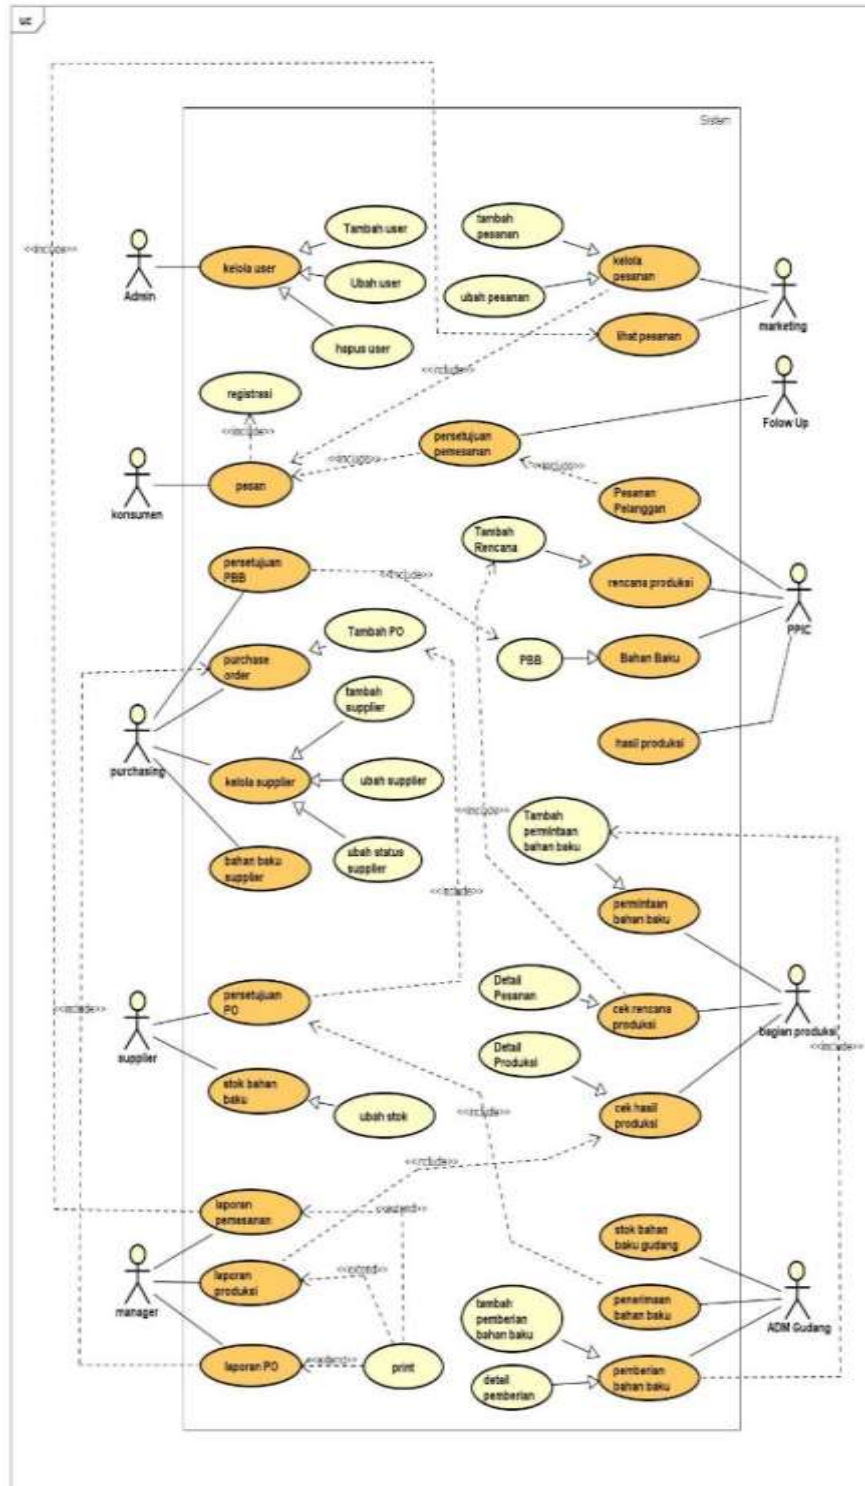 uc
Sistem
<<include>>
Admin
kelola user
Tambah user
Ubah user
hapus user
tambah
pesanan
ubah pesanan
kelola
pesanan
lihat pesanan
marketing
<<include>>
registrasi
<<include>>
konsumen
pesan
<<include>>
persetujuan
pemesanan
Folow Up
<<include>>
Pesanan
Pelanggan
persetujuan
PBB
<<include>>
Tambah
Rencana
rencana produksi
PPIC
purchase
order
Tambah PO
PBB
Bahan Baku
tambah
supplier
purchasing
kelola supplier
ubah supplier
hasil produksi
<<include>>
Tambah
permintaan
bahan baku
bahan baku
supplier
ubah status
supplier
<<include>>
permintaan
bahan baku
persetujuan
PO
Detail
Pesanan
cek rencana
produksi
bagian produksi
<<include>>
<<include>>
supplier
Detail
Produksi
stok bahan
baku
ubah stok
<<include>>
cek hasil
produksi
<<include>>
laporan
pemesanan
<<extend>>
stok bahan
baku gudang
manager
laporan
produksi
<<extend>>
tambah
pemberian
bahan baku
penerimaan
bahan baku
ADM Gudang
laporan PO
<<extend>>
print
detail
pemberian
pemberian
bahan baku